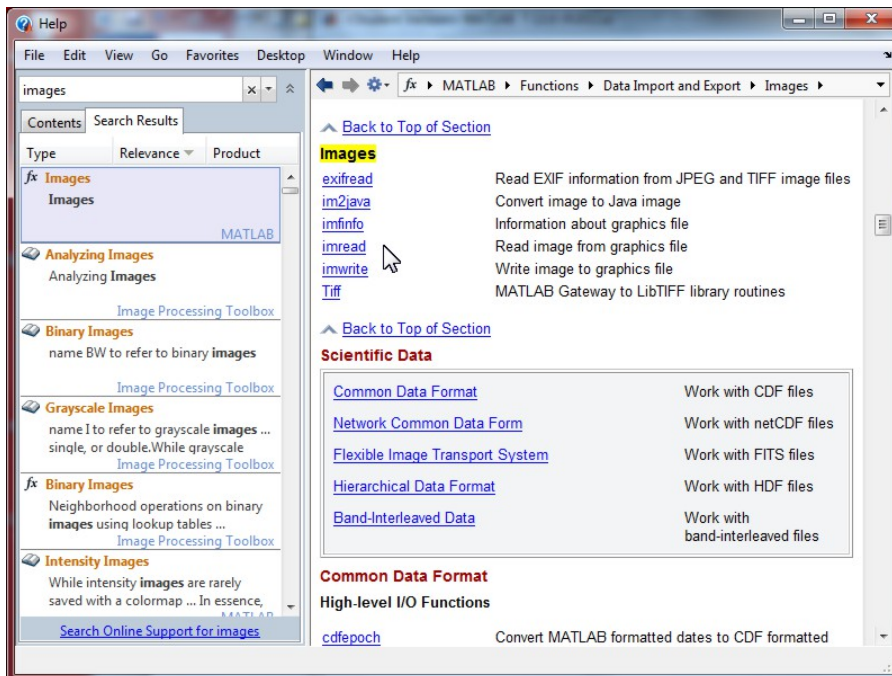 Help
File Edit View Go Favorites Desktop Window Help
images
fx MATLAB Functions Data Import and Export Images
Contents Search Results
Type Relevance Product
fx Images
Images
MATLAB
Analyzing Images
Analyzing Images
Image Processing Toolbox
Binary Images
name BW to refer to binary images
Image Processing Toolbox
Grayscale Images
name I to refer to grayscale images ...
single, or double.While grayscale
Image Processing Toolbox
fx Binary Images
Neighborhood operations on binary
images using lookup tables ...
Image Processing Toolbox
Intensity Images
While intensity images are rarely
saved with a colormap ... In essence,
MATLAB
Search Online Support for images
Back to Top of Section
Images
exifread Read EXIF information from JPEG and TIFF image files
im2java Convert image to Java image
imfinfo Information about graphics file
imread Read image from graphics file
imwrite Write image to graphics file
Tiff MATLAB Gateway to LibTIFF library routines
Back to Top of Section
Scientific Data
Common Data Format Work with CDF files
Network Common Data Form Work with netCDF files
Flexible Image Transport System Work with FITS files
Hierarchical Data Format Work with HDF files
Band-Interleaved Data Work with
band-interleaved files
Common Data Format
High-level I/O Functions
cdfepoch Convert MATLAB formatted dates to CDF formatted